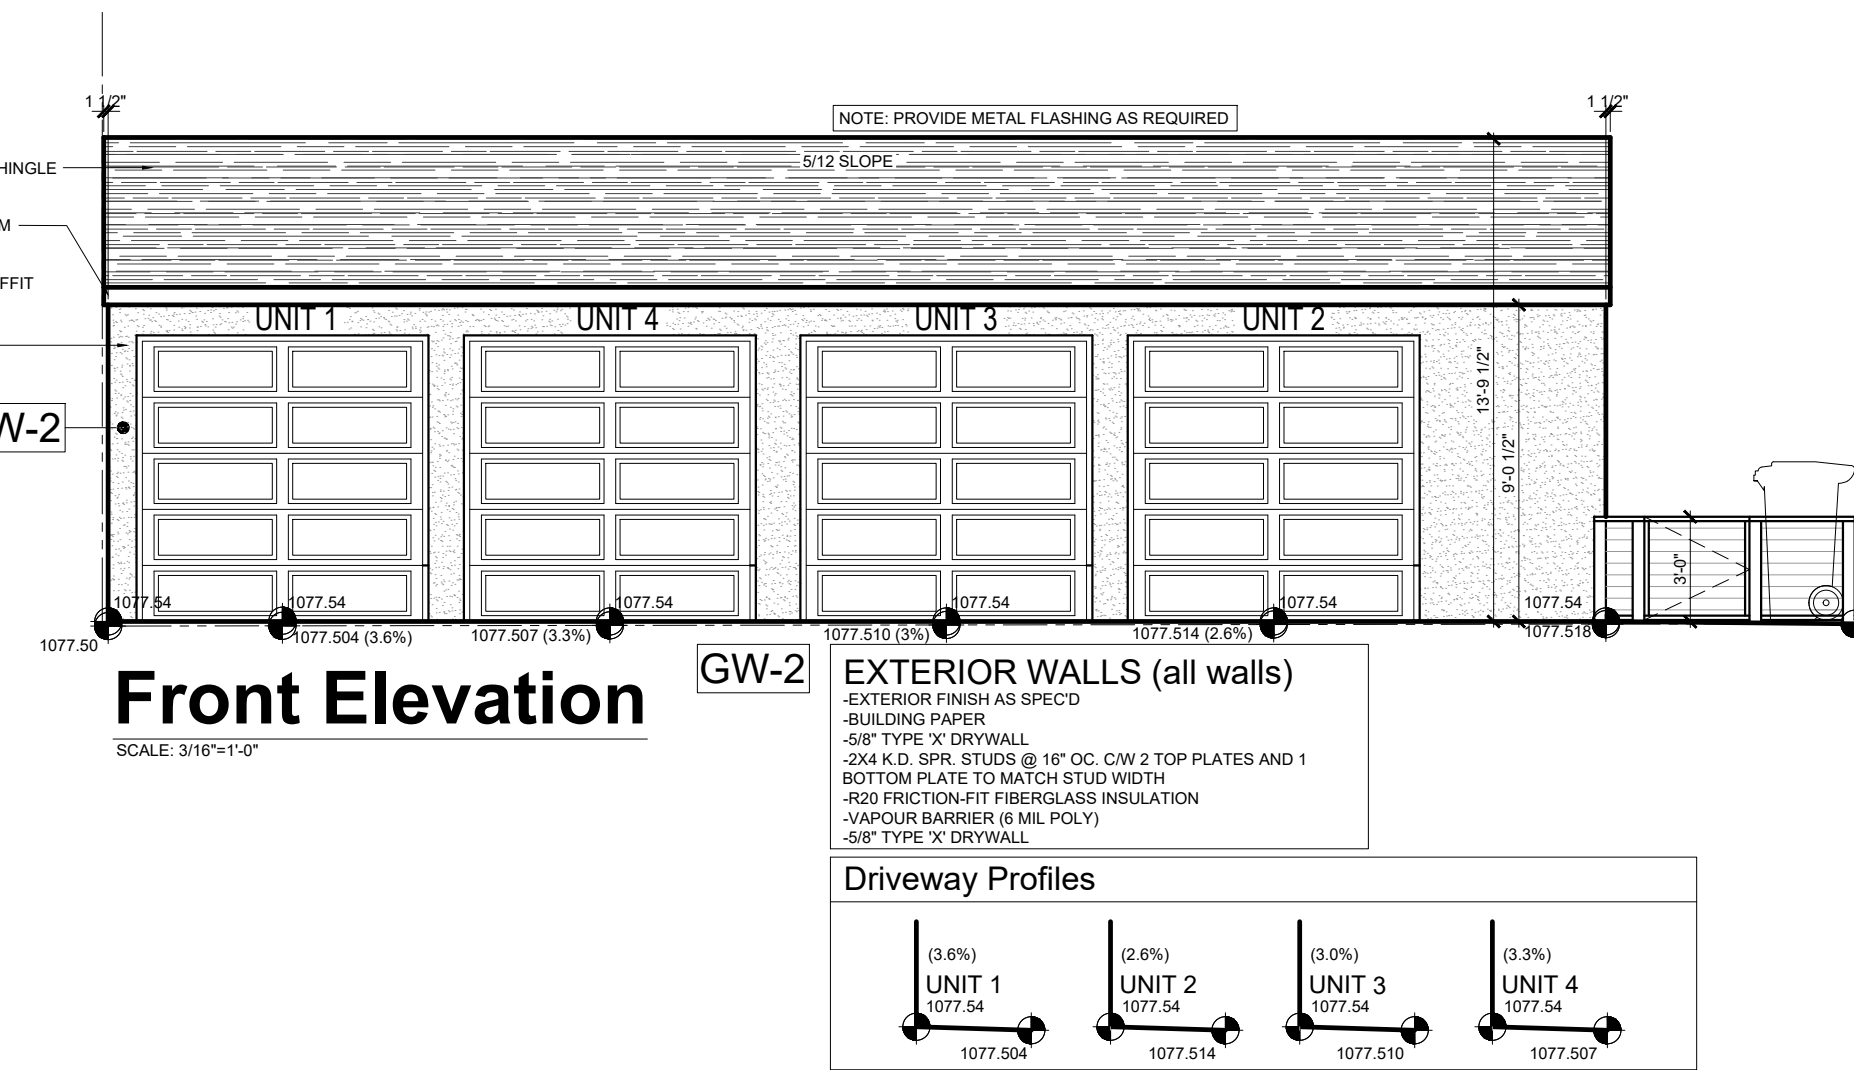 1 1/2"
1 1/2"
NOTE: PROVIDE METAL FLASHING AS REQUIRED
HINGLE
5/12 SLOPE
M
FFIT
UNIT 1
UNIT 4
UNIT 3
UNIT 2
13'-9 1/2"
9'-0 1/2"
W-2
3'-0"
1077.54
1077.54
1077.54
1077.54
1077.54
1077.54
1077.50
1077.504 (3.6%)
1077.507 (3.3%)
1077.510 (3%)
1077.514 (2.6%)
1077.518
Front Elevation
SCALE: 3/16"=1'-0"
GW-2
EXTERIOR WALLS (all walls)
-EXTERIOR FINISH AS SPEC'D
-BUILDING PAPER
-5/8" TYPE 'X' DRYWALL
-2X4 K.D. SPR. STUDS @ 16" OC. C/W 2 TOP PLATES AND 1
BOTTOM PLATE TO MATCH STUD WIDTH
-R20 FRICTION-FIT FIBERGLASS INSULATION
-VAPOUR BARRIER (6 MIL POLY)
-5/8" TYPE 'X' DRYWALL
Driveway Profiles
(3.6%)
UNIT 1
1077.54
1077.504
(2.6%)
UNIT 2
1077.54
1077.514
(3.0%)
UNIT 3
1077.54
1077.510
(3.3%)
UNIT 4
1077.54
1077.507